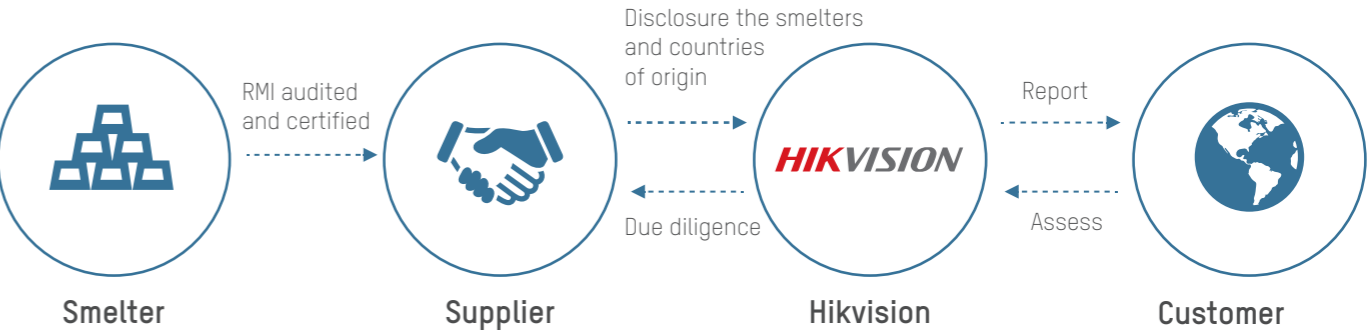 Disclosure the smelters
and countries
of origin
RMI audited
and certified
Report
HIKVISION
Due diligence
Assess
Smelter
Supplier
Hikvision
Customer